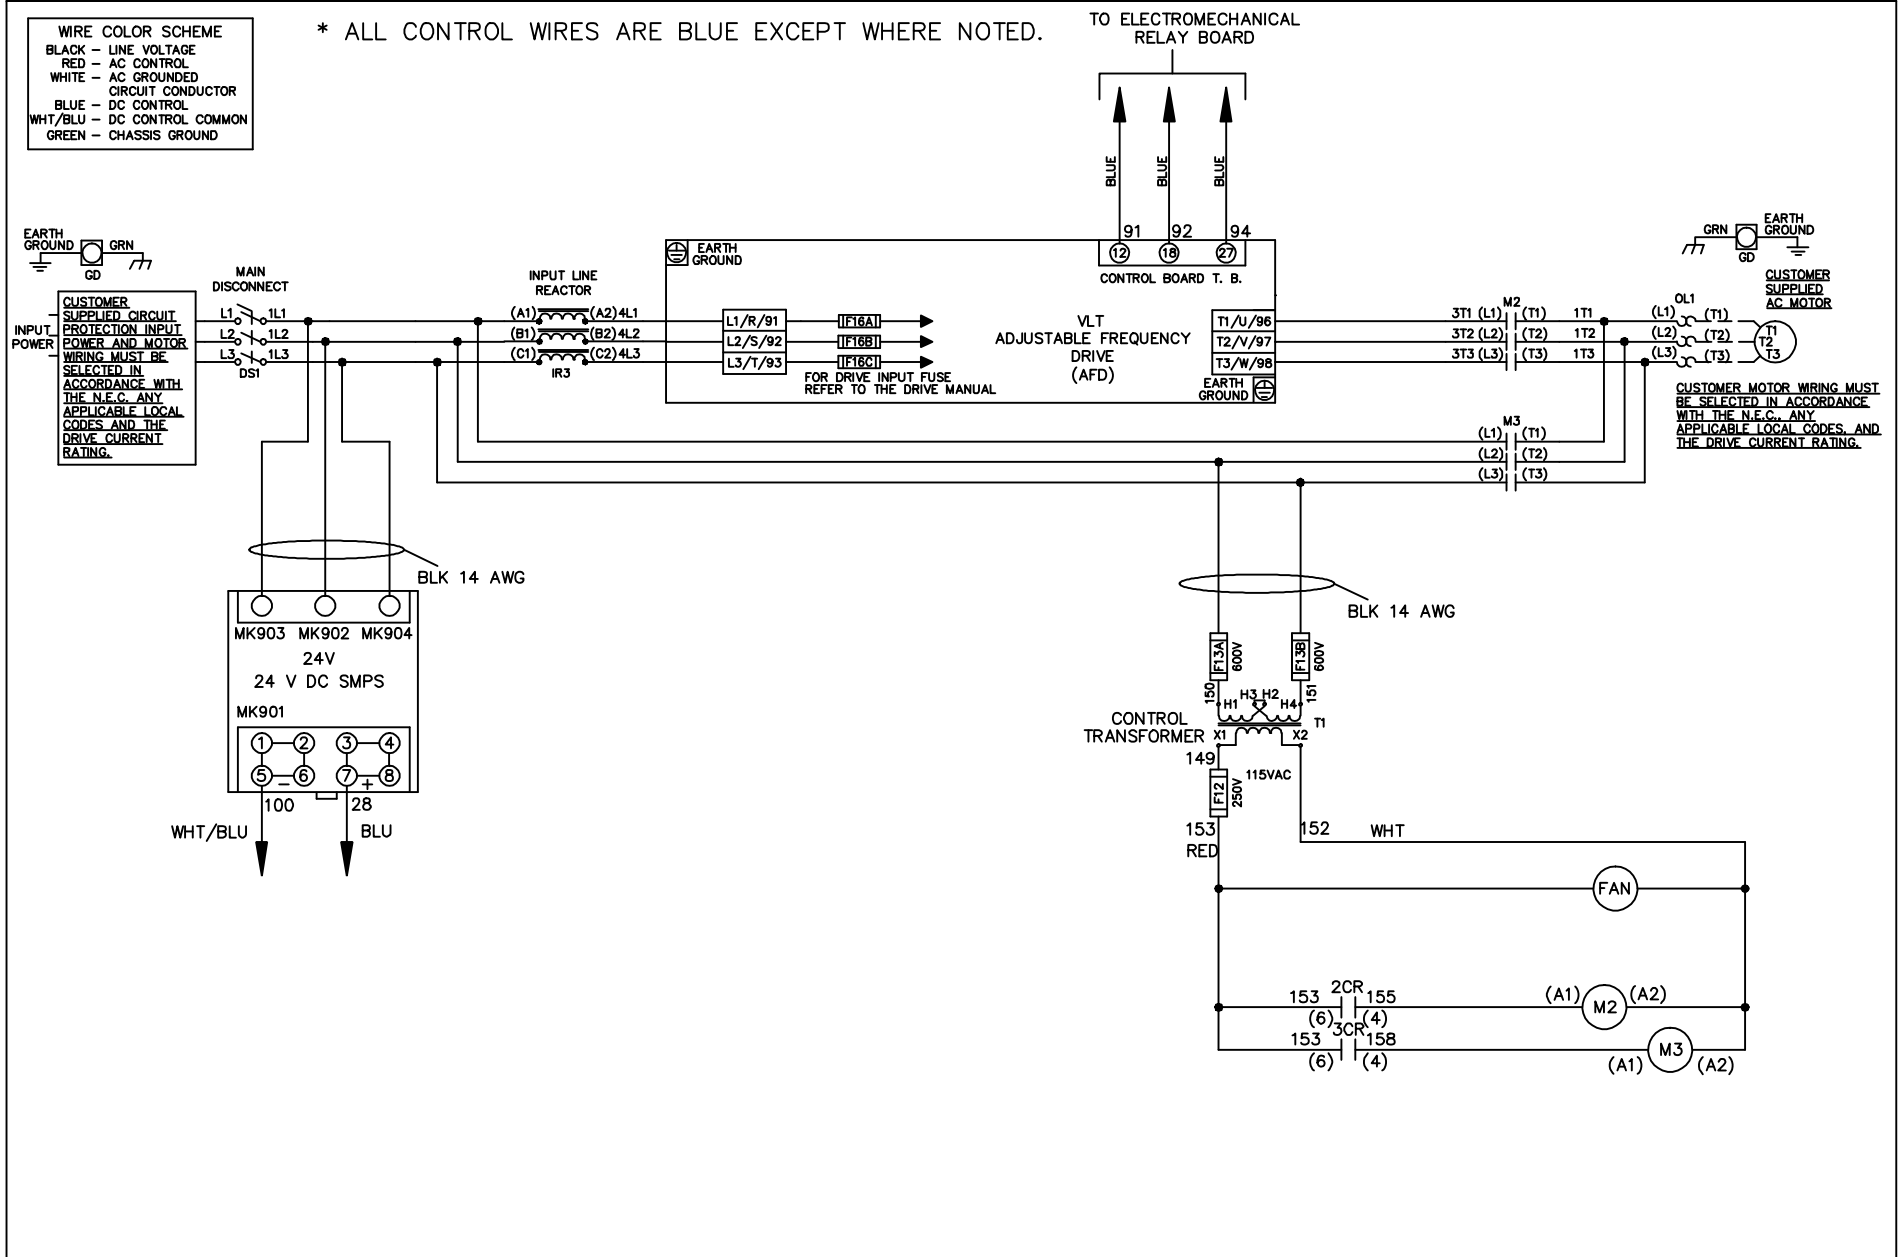 WIRE COLOR SCHEME
BLACK – LINE VOLTAGE
RED – AC CONTROL
WHITE – AC GROUNDED
CIRCUIT CONDUCTOR
BLUE – DC CONTROL
WHT/BLU – DC CONTROL COMMON
GREEN – CHASSIS GROUND
* ALL CONTROL WIRES ARE BLUE EXCEPT WHERE NOTED.
TO ELECTROMECHANICAL
RELAY BOARD
BLUE
BLUE
BLUE
91
92
94
12
18
27
CONTROL BOARD T. B.
EARTH
GROUND
GRN
GD
INPUT
POWER
CUSTOMER
SUPPLIED CIRCUIT
PROTECTION INPUT
POWER AND MOTOR
WIRING MUST BE
SELECTED IN
ACCORDANCE WITH
THE N.E.C. ANY
APPLICABLE LOCAL
CODES AND THE
DRIVE CURRENT
RATING.
MAIN
DISCONNECT
L1
1L1
L2
1L2
L3
1L3
DS1
INPUT LINE
REACTOR
(A1)
(A2)
4L1
(B1)
(B2)
4L2
(C1)
(C2)
4L3
IR3
EARTH
GROUND
L1/R/91
L2/S/92
L3/T/93
F16A
F16B
F16C
FOR DRIVE INPUT FUSE
REFER TO THE DRIVE MANUAL
VLT
ADJUSTABLE FREQUENCY
DRIVE
(AFD)
T1/U/96
T2/V/97
T3/W/98
EARTH
GROUND
M2
3T1 (L1) (T1) 1T1
3T2 (L2) (T2) 1T2
3T3 (L3) (T3) 1T3
OL1
(L1) (T1)
(L2) (T2)
(L3) (T3)
T1
T2
T3
GRN
EARTH
GROUND
GD
CUSTOMER
SUPPLIED
AC MOTOR
CUSTOMER MOTOR WIRING MUST
BE SELECTED IN ACCORDANCE
WITH THE N.E.C., ANY
APPLICABLE LOCAL CODES, AND
THE DRIVE CURRENT RATING.
M3
(L1) (T1)
(L2) (T2)
(L3) (T3)
BLK 14 AWG
MK903 MK902 MK904
24V
24 V DC SMPS
MK901
1 2 3 4
5 – 6 7 + 8
100
28
WHT/BLU
BLU
BLK 14 AWG
F13A
600V
F13B
600V
150
151
H1 H3 H2 H4
T1
CONTROL
TRANSFORMER
X1
X2
149
115VAC
F12
250V
153
RED
152
WHT
FAN
2CR
153
155
(6)
(4)
(A1)
M2
(A2)
3CR
153
158
(6)
(4)
(A1)
M3
(A2)